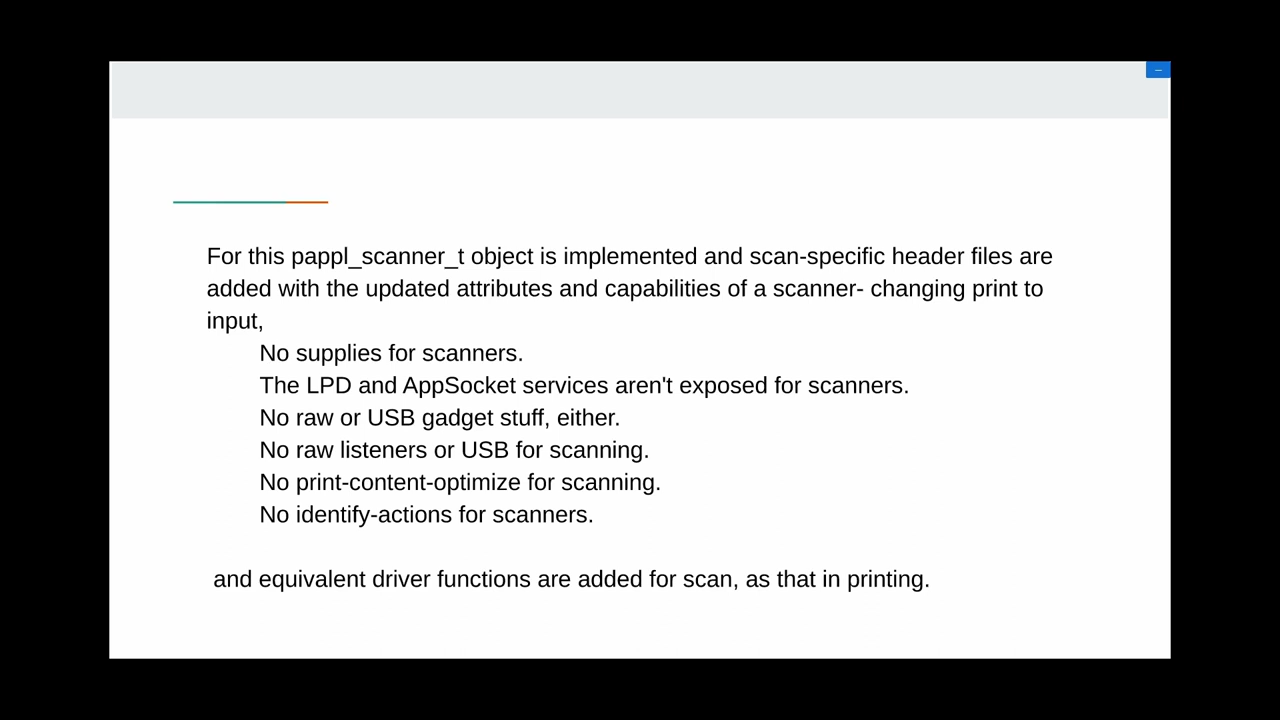 For this pappl_scanner_t object is implemented and scan-specific header files are
added with the updated attributes and capabilities of a scanner- changing print to
input,
No supplies for scanners.
The LPD and AppSocket services aren't exposed for scanners.
No raw or USB gadget stuff, either.
No raw listeners or USB for scanning.
No print-content-optimize for scanning.
No identify-actions for scanners.
and equivalent driver functions are added for scan, as that in printing.